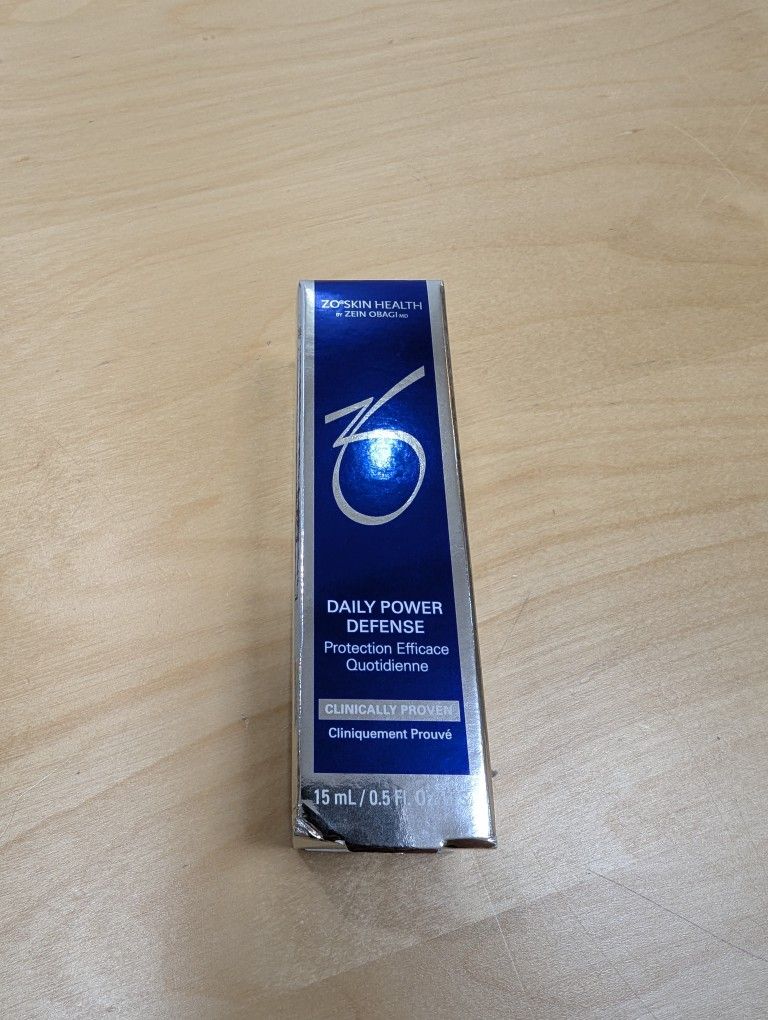 ZO® SKIN HEALTH
BY ZEIN OBAGI MD
DAILY POWER
DEFENSE
Protection Efficace
Quotidienne
CLINICALLY PROVEN
Cliniquement Prouvé
15 mL / 0.5 Fl. Oz.